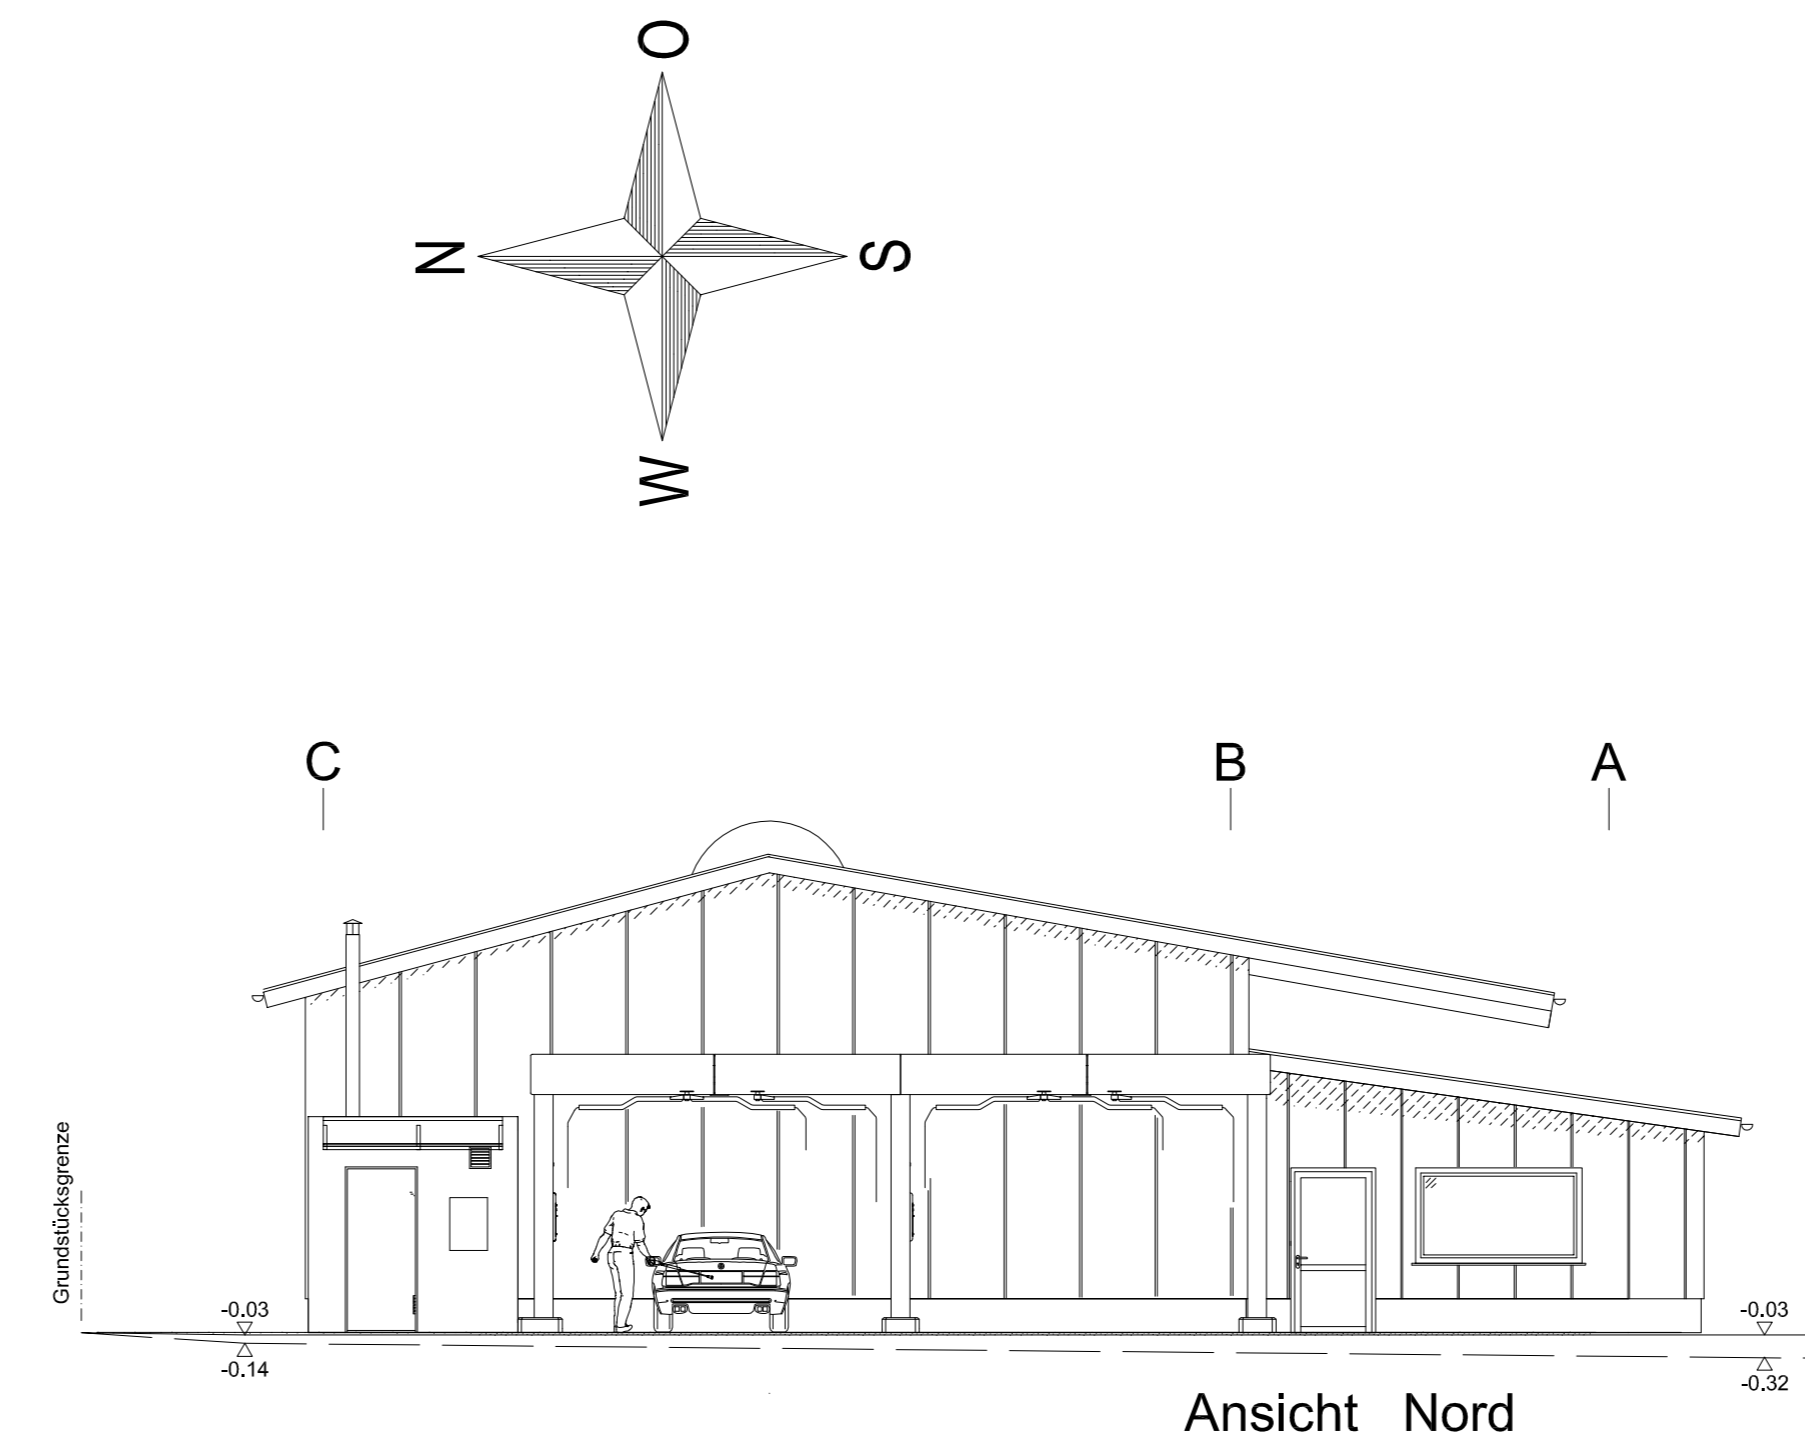 O
N S
W
C B A
Grundstücksgrenze
-0.03 -0.03
-0.14 -0.32
Ansicht Nord